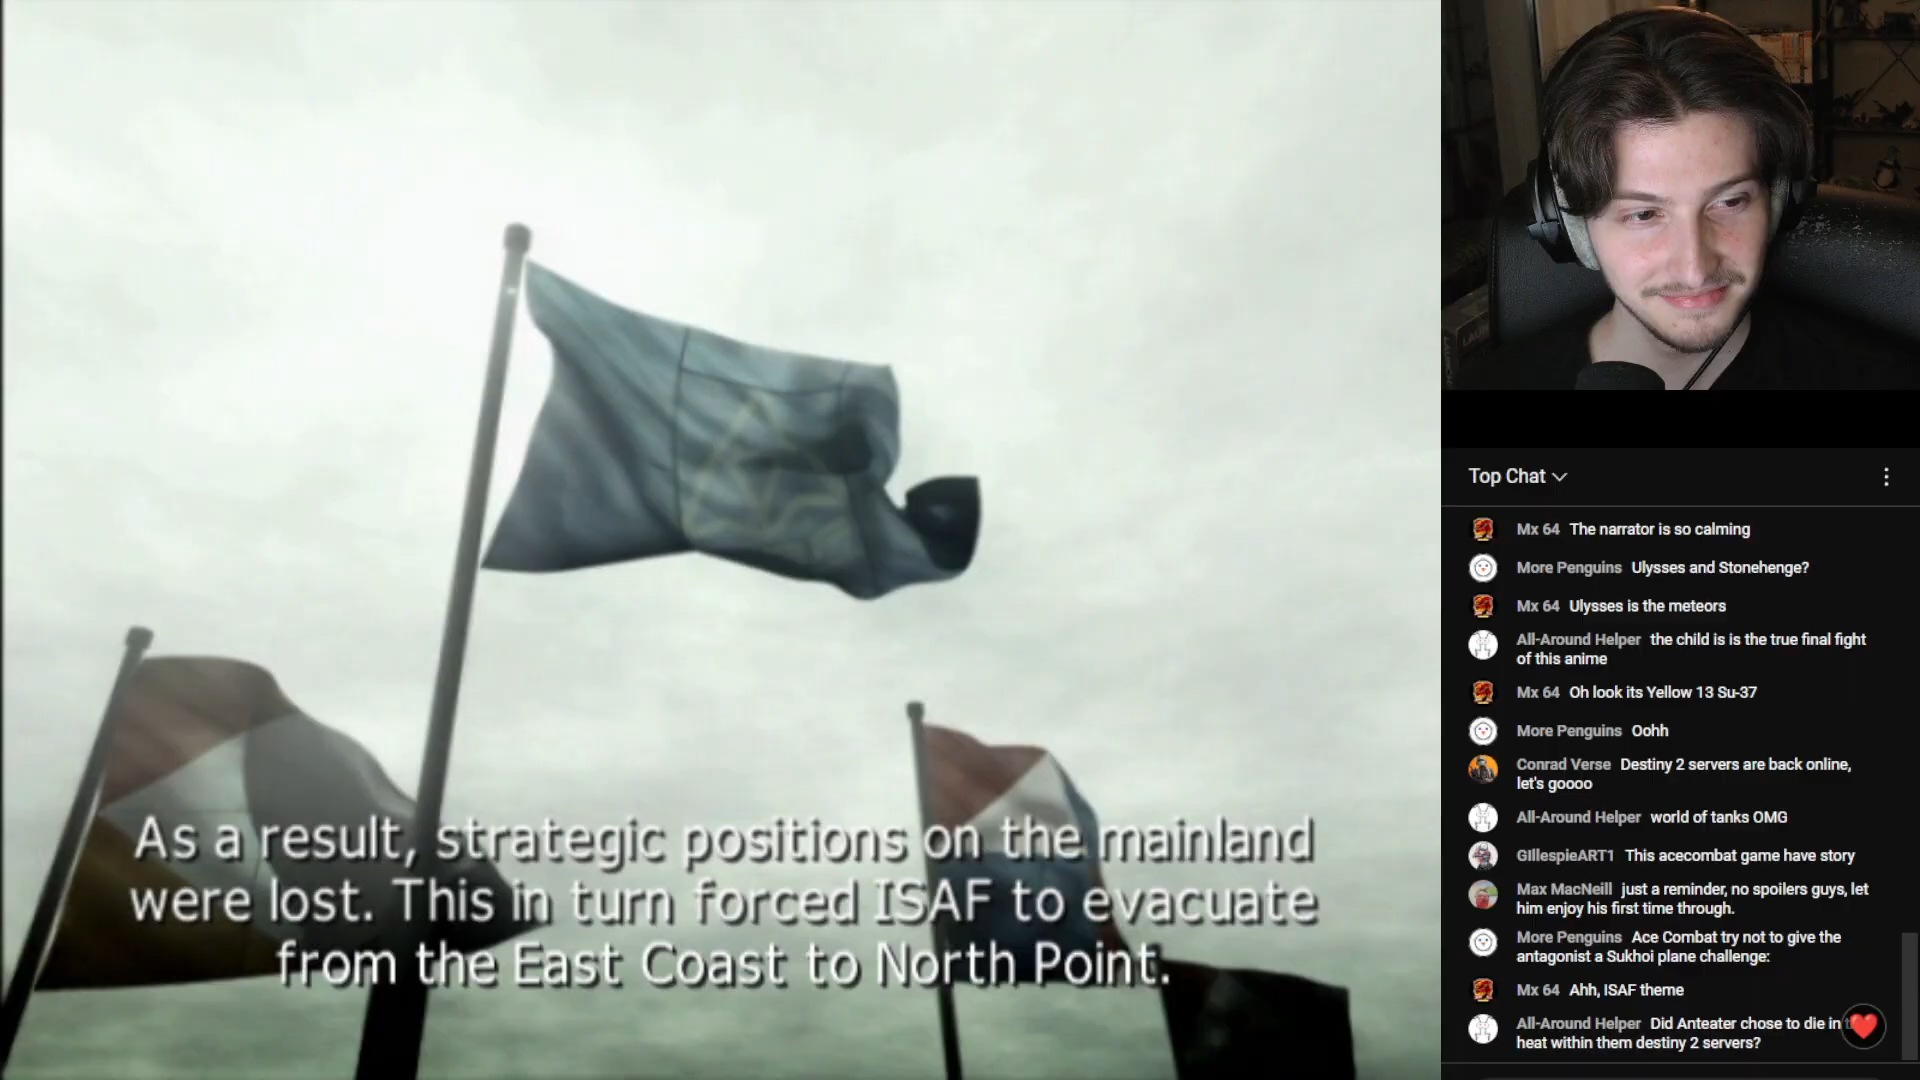 As a result, strategic positions on the mainland
were lost. This in turn forced ISAF to evacuate
from the East Coast to North Point.
Top Chat
Mx 64 The narrator is so calming
More Penguins Ulysses and Stonehenge?
Mx 64 Ulysses is the meteors
All-Around Helper the child is is the true final fight
of this anime
Mx 64 Oh look its Yellow 13 Su-37
More Penguins Oohh
Conrad Verse Destiny 2 servers are back online,
let's goooo
All-Around Helper world of tanks OMG
GIllespieART1 This acecombat game have story
Max MacNeill just a reminder, no spoilers guys, let
him enjoy his first time through.
More Penguins Ace Combat try not to give the
antagonist a Sukhoi plane challenge:
Mx 64 Ahh, ISAF theme
All-Around Helper Did Anteater chose to die in
heat within them destiny 2 servers?